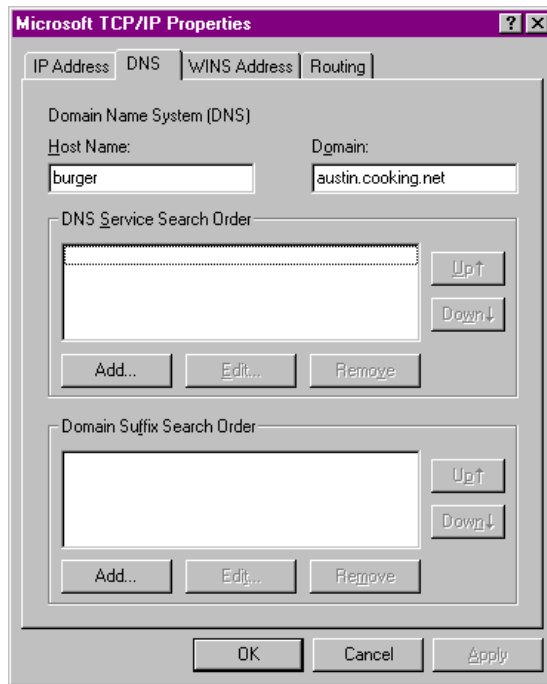 Microsoft TCP/IP Properties
IP Address DNS WINS Address Routing
Domain Name System (DNS)
Host Name: Domain:
burger austin.cooking.net
DNS Service Search Order
Up↑
Down↓
Add... Edit... Remove
Domain Suffix Search Order
Up↑
Down↓
Add... Edit... Remove
OK Cancel Apply